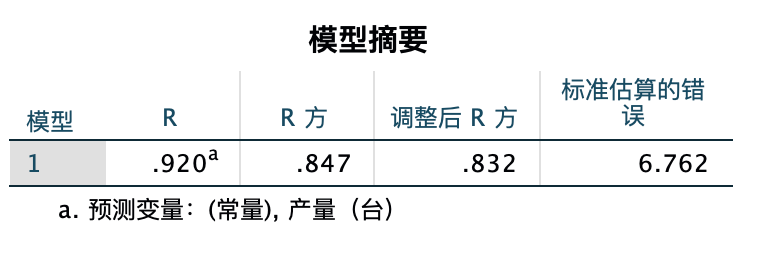 模型摘要
模型 R R 方 调整后 R 方 标准估算的错
误
1 .920a .847 .832 6.762
a. 预测变量：(常量), 产量（台）